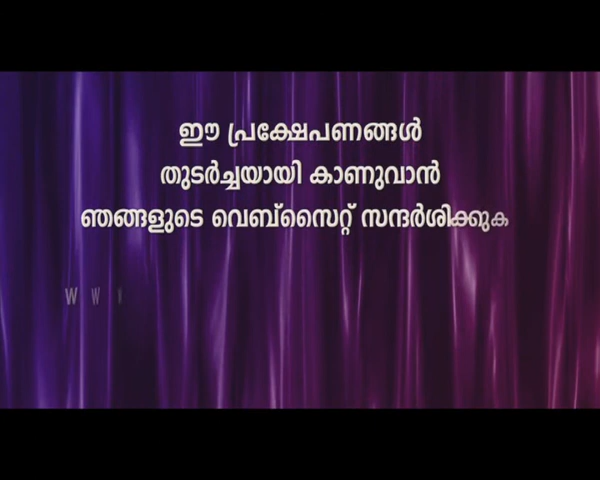 ഈ പ്രക്ഷേപണങ്ങൾ
തുടർച്ചയായി കാണുവാൻ
ഞങ്ങളുടെ വെബ്സൈറ്റ് സന്ദർശിക്കുക
W W